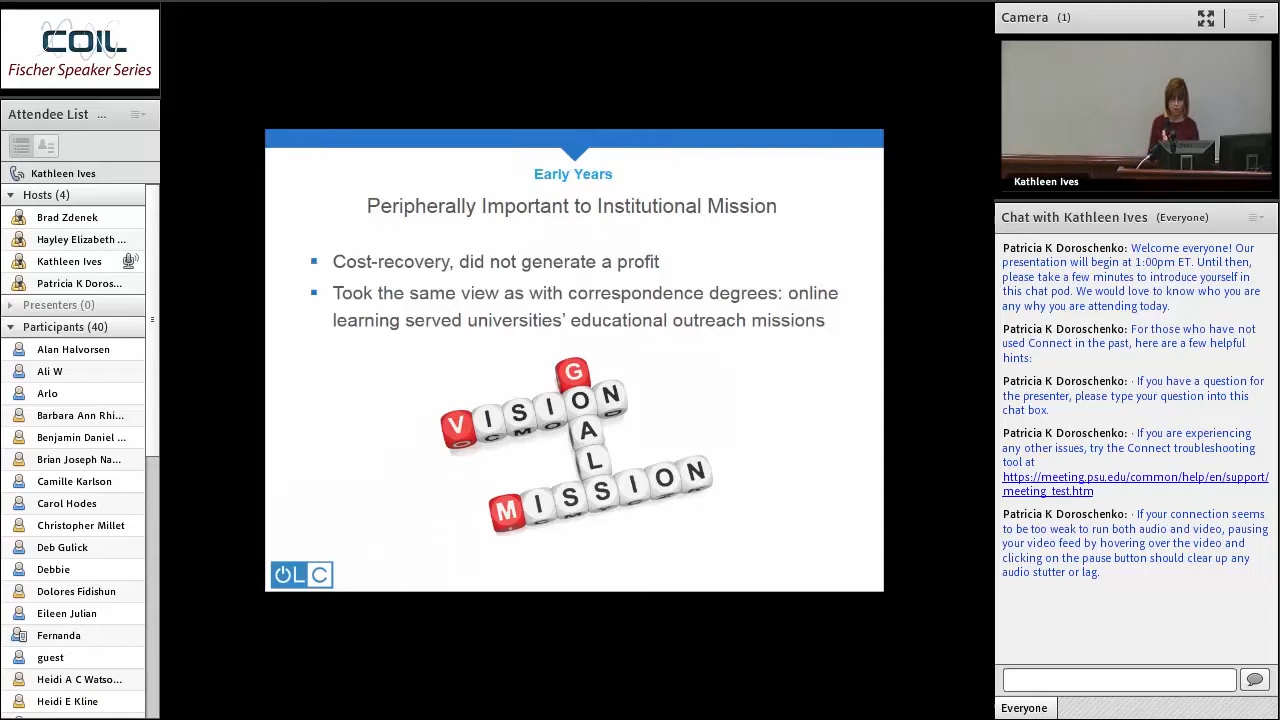 COIL
Fischer Speaker Series
Attendee List ...
Kathleen Ives
Hosts (4)
Brad Zdenek
Hayley Elizabeth ...
Kathleen Ives
Patricia K Doros...
Presenters (0)
Participants (40)
Alan Halvorsen
Ali W
Arlo
Barbara Ann Rhi...
Benjamin Daniel ...
Brian Joseph Na...
Camille Karlson
Carol Hodes
Christopher Millet
Deb Gulick
Debbie
Dolores Fidishun
Eileen Julian
Fernanda
guest
Heidi A C Watso...
Heidi E Kline
Early Years
Peripherally Important to Institutional Mission
Cost-recovery, did not generate a profit
Took the same view as with correspondence degrees: online
learning served universities’ educational outreach missions
VISION
GOALS
MISSION
OLC
Camera (1)
Kathleen Ives
Chat with Kathleen Ives (Everyone)
Patricia K Doroschenko: Welcome everyone! Our
presentation will begin at 1:00pm ET. Until then,
please take a few minutes to introduce yourself in
this chat pod. We would love to know who you are
any why you are attending today.
Patricia K Doroschenko: For those who have not
used Connect in the past, here are a few helpful
hints:
Patricia K Doroschenko: · If you have a question for
the presenter, please type your question into this
chat box.
Patricia K Doroschenko: · If you are experiencing
any other issues, try the Connect troubleshooting
tool at
https://meeting.psu.edu/common/help/en/support/
meeting_test.htm
Patricia K Doroschenko: · If your connection seems
to be too weak to run both audio and video, pausing
your video feed by hovering over the video and
clicking on the pause button should clear up any
audio stutter or lag.
Everyone